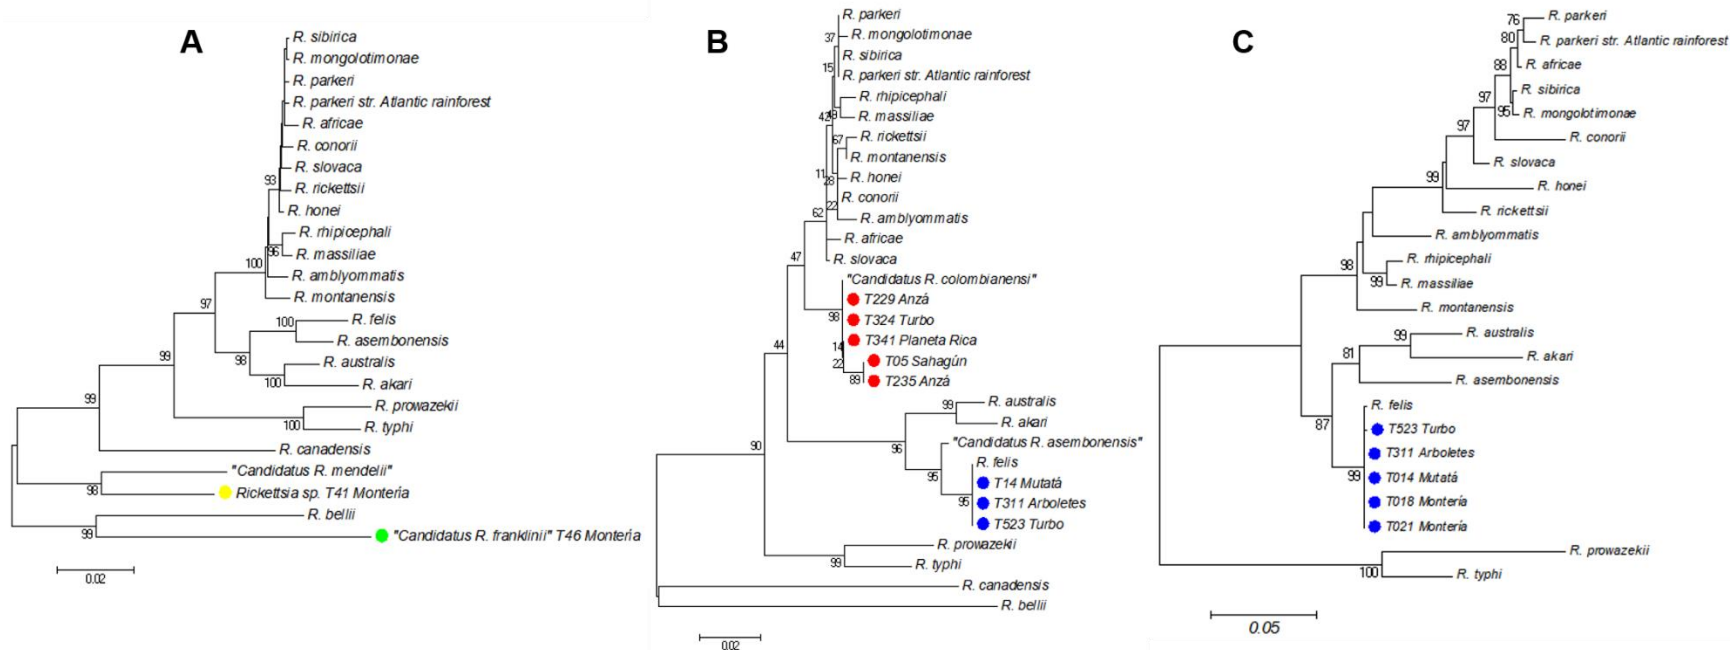 A
R. sibirica
R. mongolotimonae
R. parkeri
R. parkeri str. Atlantic rainforest
R. africae
R. conorii
R. slovaca
93
R. rickettsii
R. honei
R. rhipicephali
96
R. massiliae
100
R. amblyommatis
R. montanensis
97
100
R. felis
R. asembonensis
98
R. australis
100
R. akari
99
R. prowazekii
100
R. typhi
99
R. canadensis
"Candidatus R. mendelii"
98
Rickettsia sp. T41 Montería
R. bellii
99
"Candidatus R. franklinii" T46 Montería
0.02
B
R. parkeri
37
R. mongolotimonae
R. sibirica
15
R. parkeri str. Atlantic rainforest
R. rhipicephali
42
R. massiliae
67
R. rickettsii
R. montanensis
11
28
R. honei
R. conorii
22
62
R. amblyommatis
R. africae
47
R. slovaca
"Candidatus R. colombianensi"
T229 Anzá
98
T324 Turbo
14
T341 Planeta Rica
22
T05 Sahagún
89
T235 Anzá
44
99
R. australis
R. akari
96
"Candidatus R. asembonensis"
95
R. felis
T14 Mutatá
95
T311 Arboletes
T523 Turbo
90
R. prowazekii
99
R. typhi
R. canadensis
R. bellii
0.02
C
76
R. parkeri
80
R. parkeri str. Atlantic rainforest
88
R. africae
R. sibirica
97
95
R. mongolotimonae
97
R. conorii
R. slovaca
99
R. honei
R. rickettsii
R. amblyommatis
98
R. rhipicephali
99
R. massiliae
R. montanensis
99
R. australis
81
R. akari
R. asembonensis
87
R. felis
T523 Turbo
T311 Arboletes
99
T014 Mutatá
T018 Montería
T021 Montería
R. prowazekii
100
R. typhi
0.05